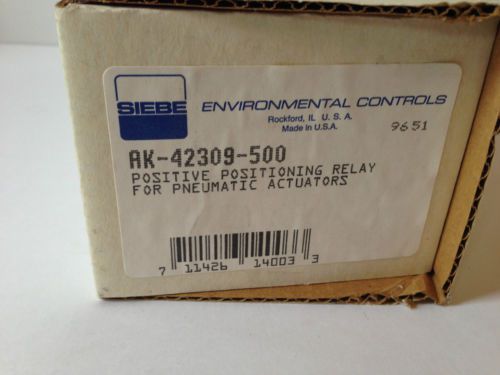 SIEBE
ENVIRONMENTAL CONTROLS
Rockford, IL U. S. A.
Made in U.S.A.
9651
AK-42309-500
POSITIVE POSITIONING RELAY
FOR PNEUMATIC ACTUATORS
7 11426 14003 3